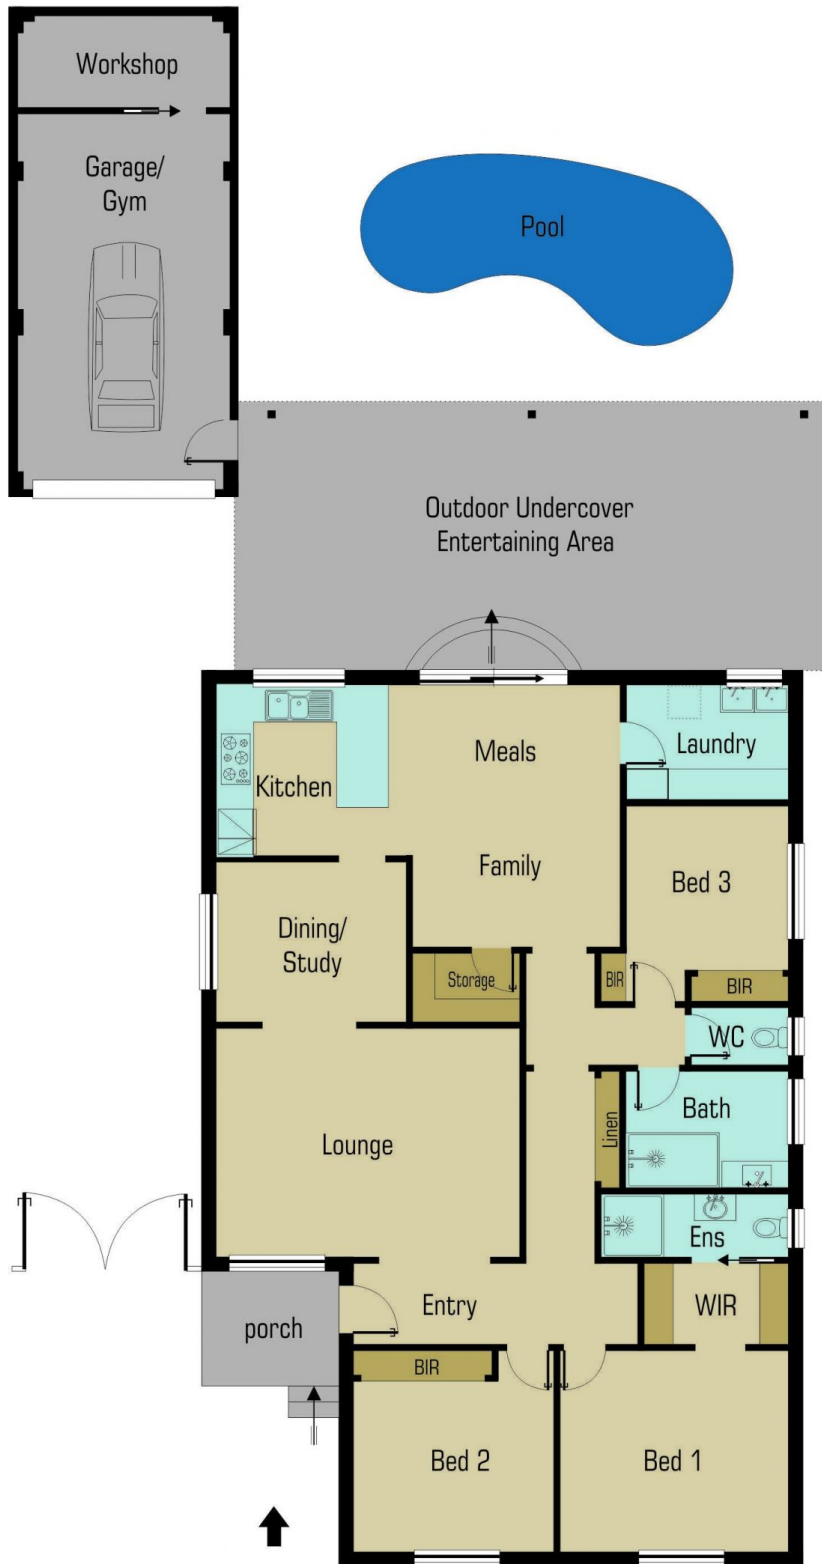 Workshop
Garage/
Gym
Pool
Outdoor Undercover
Entertaining Area
Meals
Laundry
Kitchen
Family
Bed 3
Dining/
Study
Storage
BIR
BIR
WC
Bath
Linen
Lounge
Ens
Entry
WIR
porch
BIR
Bed 2
Bed 1